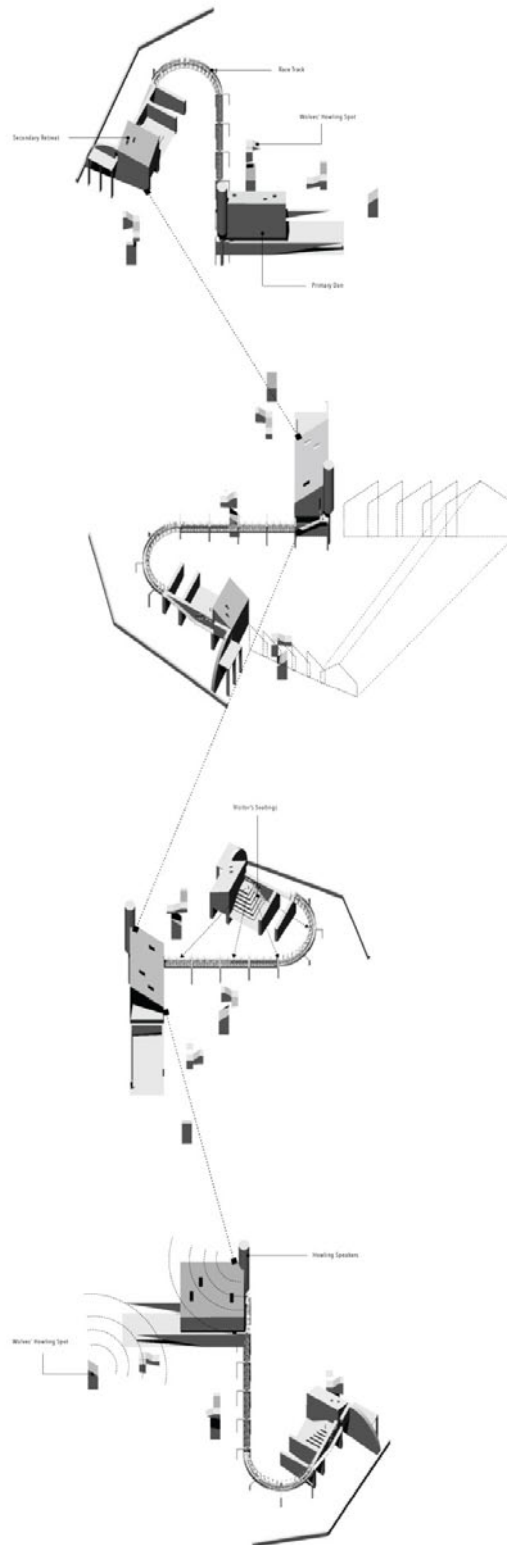 Race Track
Wolves' Howling Spot
Secondary Retreat
Primary Den
Visitor's Seatings
Howling Speakers
Wolves' Howling Spot